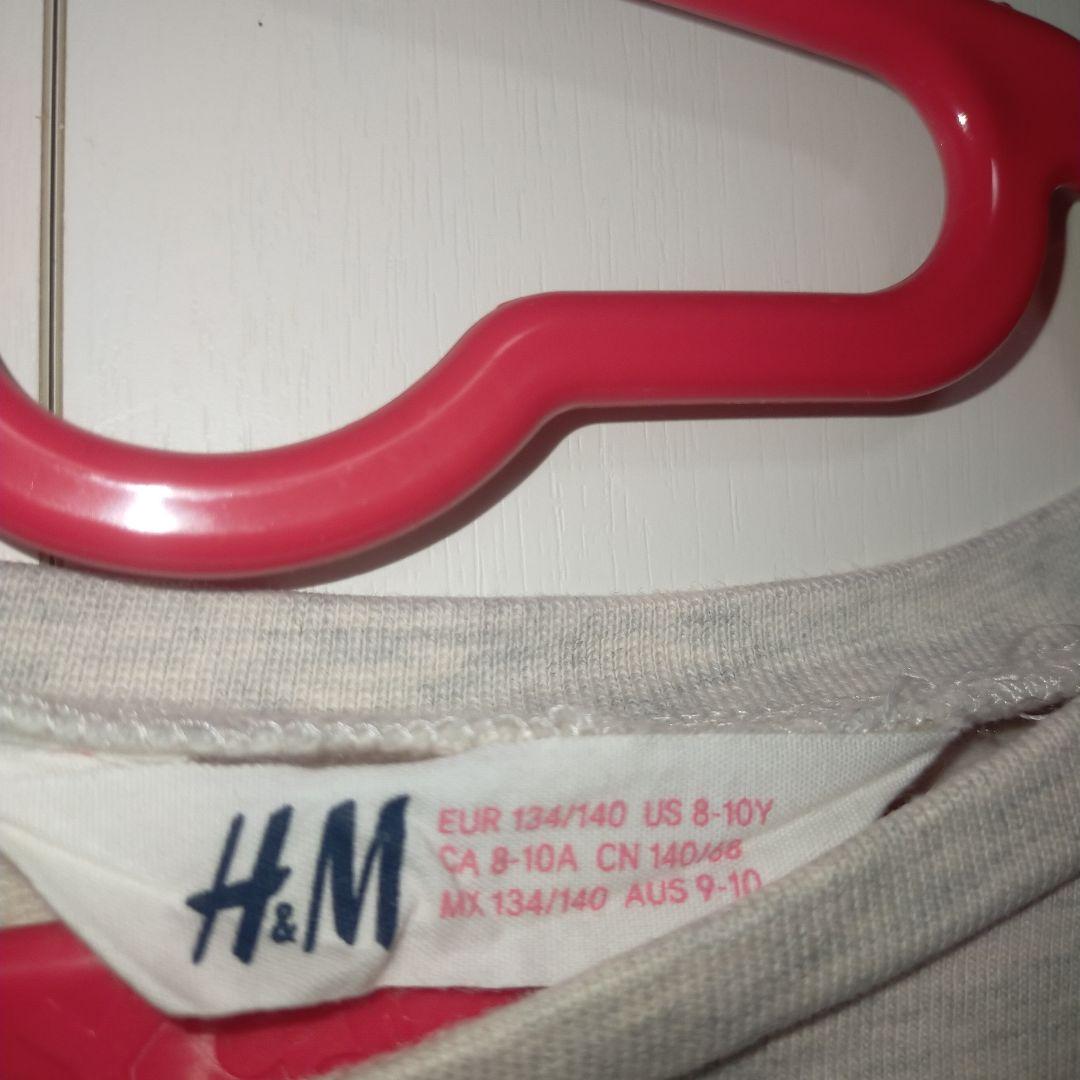 H&M
EUR 134/140 US 8-10Y
CA 8-10A CN 140/68
MX 134/140 AUS 9-10